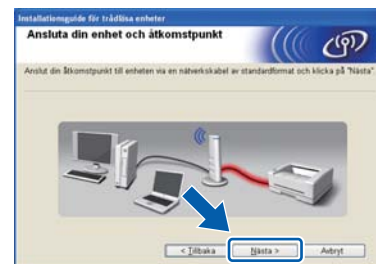 Installationsguide för trådlösa enheter
Ansluta din enhet och åtkomstpunkt
Anslut din åtkomstpunkt till enheten via en nätverkskabel av standardformat och klicka på "Nästa".
< Tillbaka
Nästa >
Avbryt